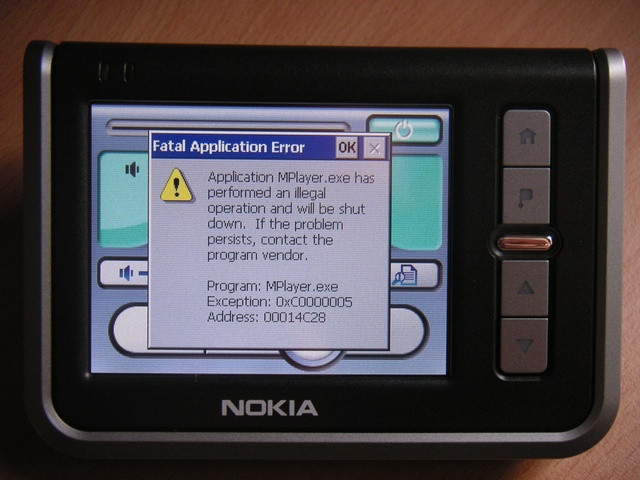 Fatal Application Error OK
Application MPlayer.exe has
performed an illegal
operation and will be shut
down. If the problem
persists, contact the
program vendor.
Program: MPlayer.exe
Exception: 0xC0000005
Address: 00014C28
NOKIA